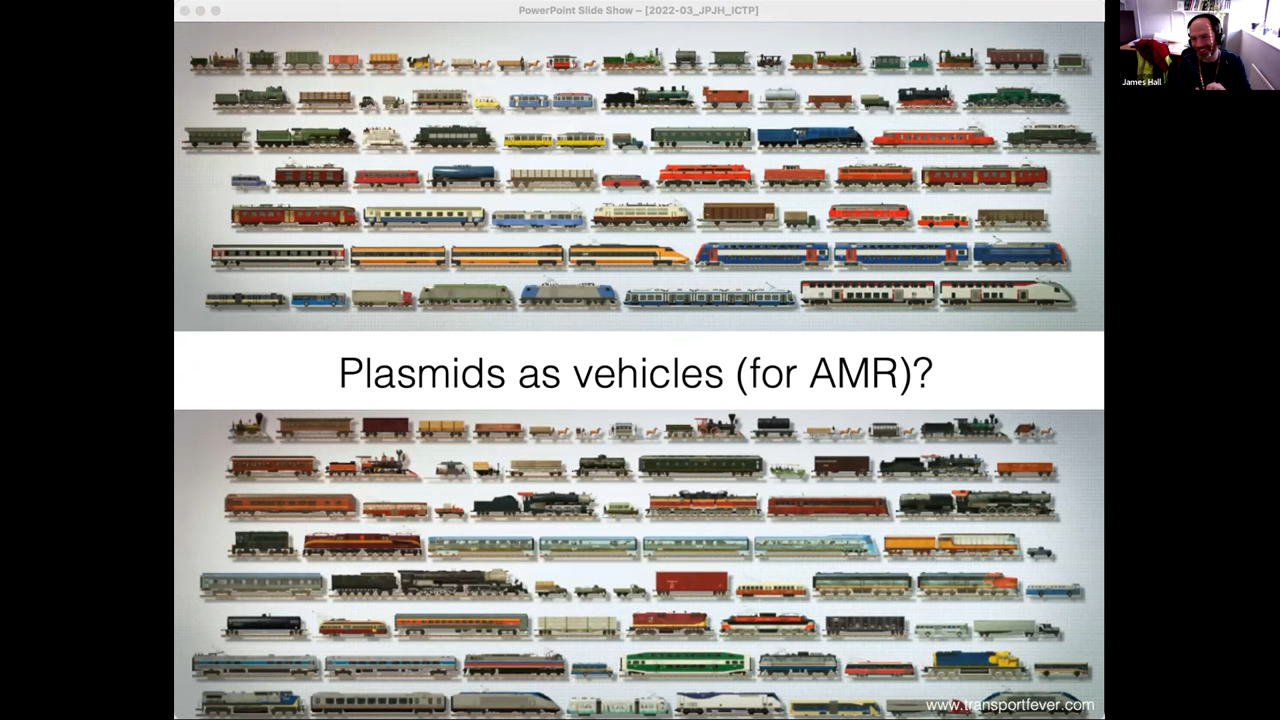 PowerPoint Slide Show – [2022-03_JPJH_ICTP]
James Hall
Plasmids as vehicles (for AMR)?
www.transportfever.com